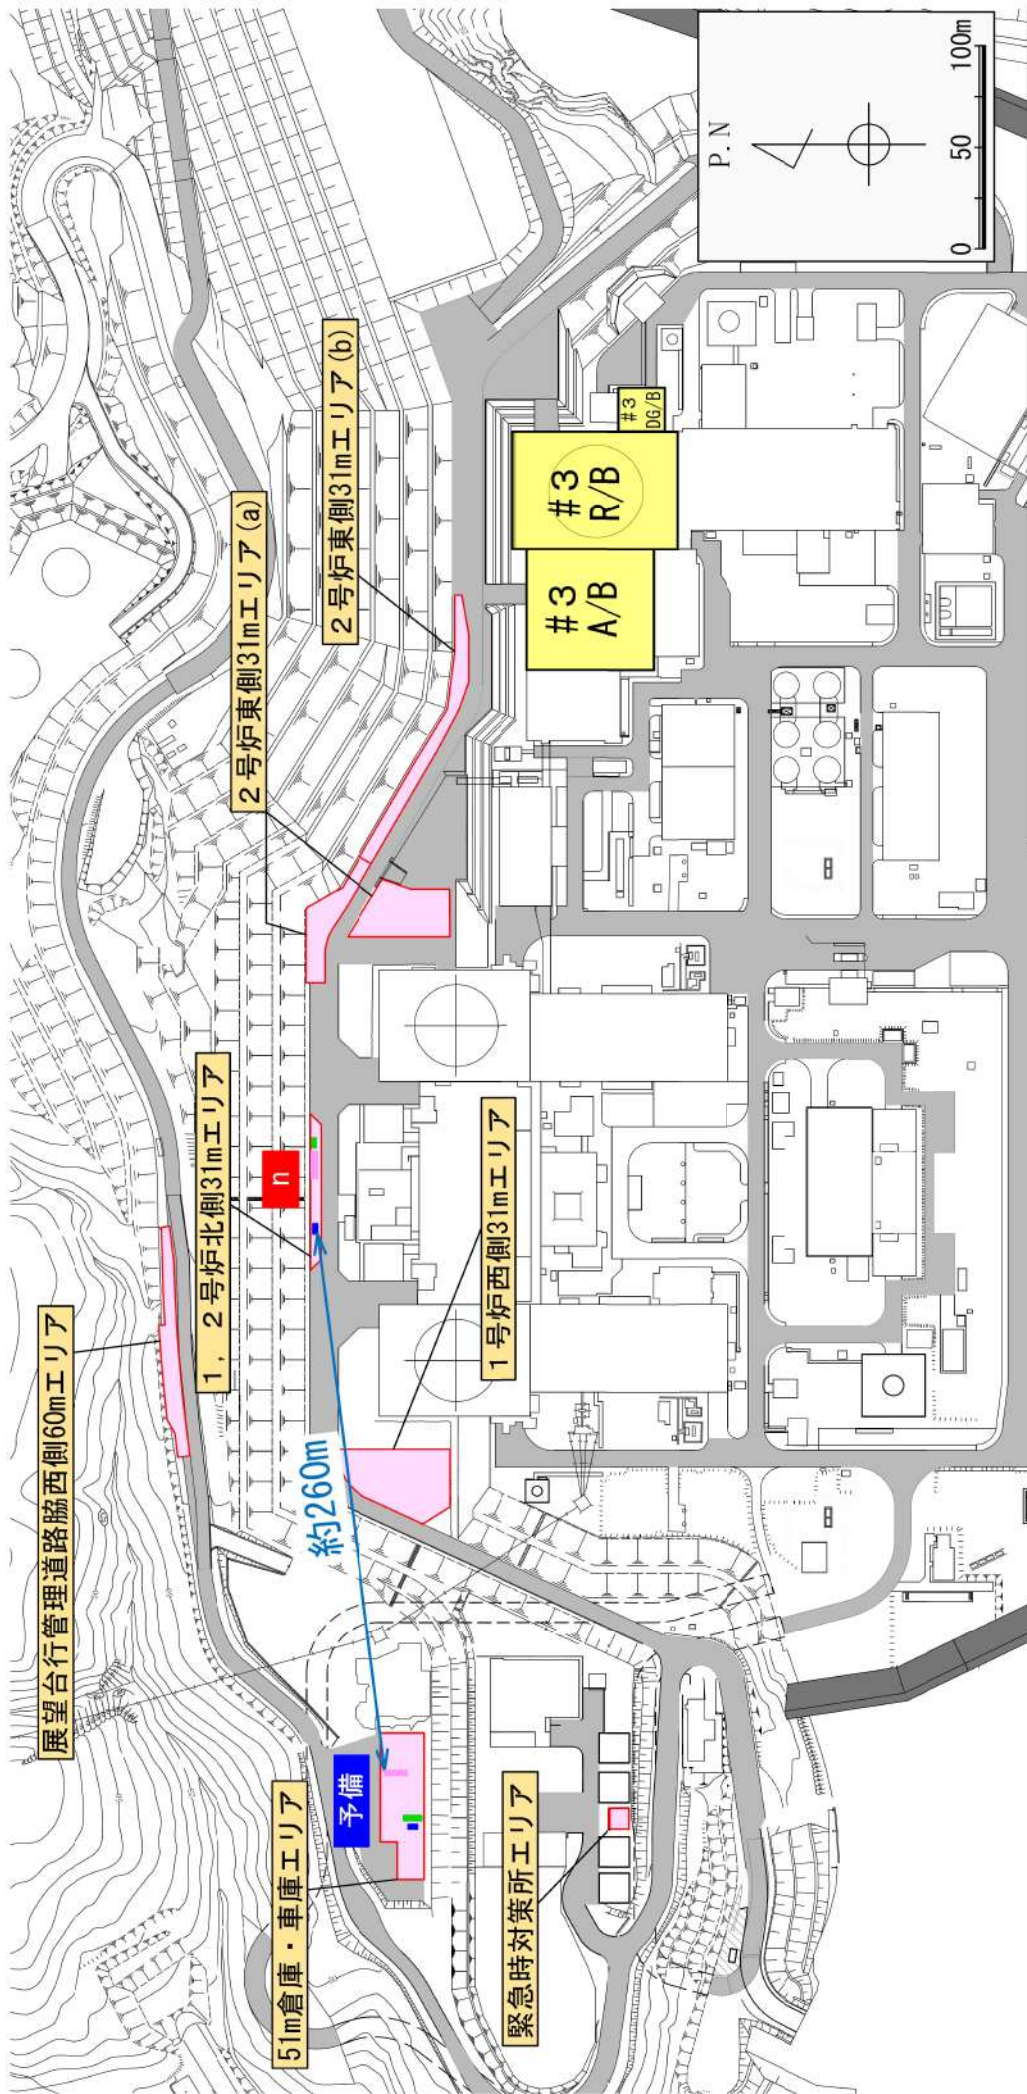 展望台行管理道路脇西側60mエリア
51m倉庫・車庫エリア
予備
約260m
1，2号炉北側31mエリア
n
2号炉東側31mエリア(a)
2号炉東側31mエリア(b)
1号炉西側31mエリア
緊急時対策所エリア
#3
A/B
#3
R/B
#3
DG/B
P.N
0 50 100m